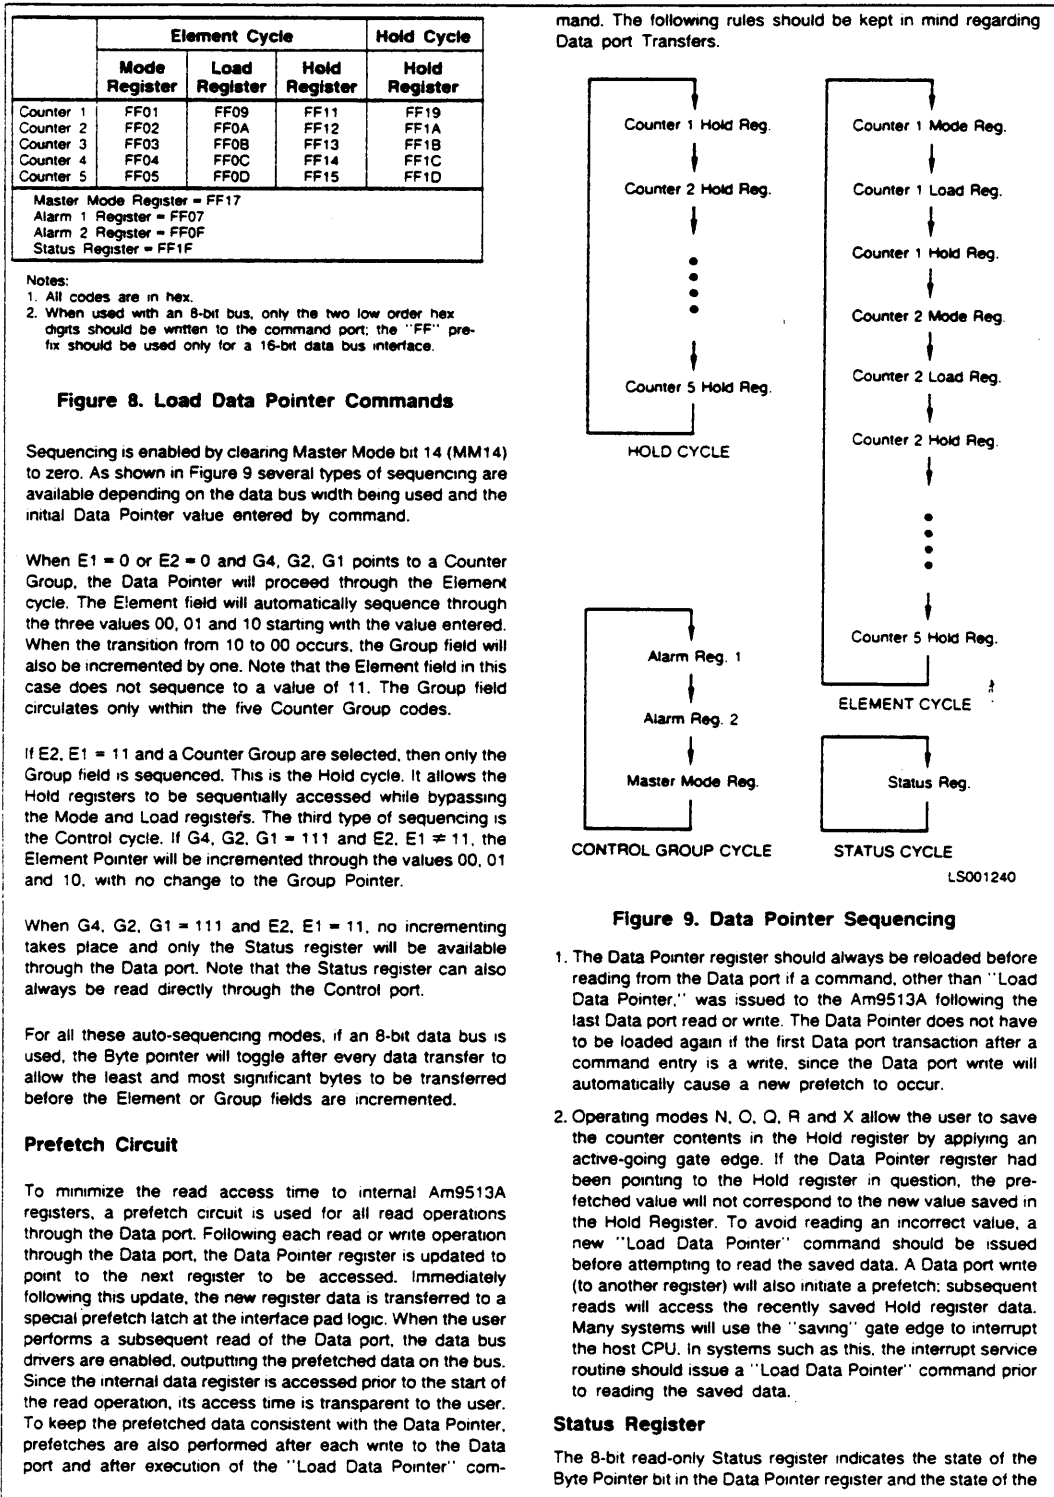 Element Cycle Hold Cycle
Mode Register Load Register Hold Register Hold Register
Counter 1 FF01 FF09 FF11 FF19
Counter 2 FF02 FF0A FF12 FF1A
Counter 3 FF03 FF0B FF13 FF1B
Counter 4 FF04 FF0C FF14 FF1C
Counter 5 FF05 FF0D FF15 FF1D
Master Mode Register = FF17
Alarm 1 Register = FF07
Alarm 2 Register = FF0F
Status Register = FF1F
Notes:
1. All codes are in hex.
2. When used with an 8-bit bus, only the two low order hex
digits should be written to the command port; the "FF" pre-
fix should be used only for a 16-bit data bus interface.
Figure 8. Load Data Pointer Commands
Sequencing is enabled by clearing Master Mode bit 14 (MM14)
to zero. As shown in Figure 9 several types of sequencing are
available depending on the data bus width being used and the
initial Data Pointer value entered by command.
When E1 = 0 or E2 = 0 and G4, G2, G1 points to a Counter
Group, the Data Pointer will proceed through the Element
cycle. The Element field will automatically sequence through
the three values 00, 01 and 10 starting with the value entered.
When the transition from 10 to 00 occurs, the Group field will
also be incremented by one. Note that the Element field in this
case does not sequence to a value of 11. The Group field
circulates only within the five Counter Group codes.
If E2, E1 = 11 and a Counter Group are selected, then only the
Group field is sequenced. This is the Hold cycle. It allows the
Hold registers to be sequentially accessed while bypassing
the Mode and Load registers. The third type of sequencing is
the Control cycle. If G4, G2, G1 = 111 and E2, E1 ≠ 11, the
Element Pointer will be incremented through the values 00, 01
and 10, with no change to the Group Pointer.
When G4, G2, G1 = 111 and E2, E1 = 11, no incrementing
takes place and only the Status register will be available
through the Data port. Note that the Status register can also
always be read directly through the Control port.
For all these auto-sequencing modes, if an 8-bit data bus is
used, the Byte pointer will toggle after every data transfer to
allow the least and most significant bytes to be transferred
before the Element or Group fields are incremented.
Prefetch Circuit
To minimize the read access time to internal Am9513A
registers, a prefetch circuit is used for all read operations
through the Data port. Following each read or write operation
through the Data port, the Data Pointer register is updated to
point to the next register to be accessed. Immediately
following this update, the new register data is transferred to a
special prefetch latch at the interface pad logic. When the user
performs a subsequent read of the Data port, the data bus
drivers are enabled, outputting the prefetched data on the bus.
Since the internal data register is accessed prior to the start of
the read operation, its access time is transparent to the user.
To keep the prefetched data consistent with the Data Pointer,
prefetches are also performed after each write to the Data
port and after execution of the "Load Data Pointer" com-
mand. The following rules should be kept in mind regarding
Data port Transfers.
Counter 1 Hold Reg.
Counter 2 Hold Reg.
Counter 5 Hold Reg.
HOLD CYCLE
Counter 1 Mode Reg.
Counter 1 Load Reg.
Counter 1 Hold Reg.
Counter 2 Mode Reg.
Counter 2 Load Reg.
Counter 2 Hold Reg.
Counter 5 Hold Reg.
ELEMENT CYCLE
Alarm Reg. 1
Alarm Reg. 2
Master Mode Reg.
CONTROL GROUP CYCLE
Status Reg.
STATUS CYCLE
LS001240
Figure 9. Data Pointer Sequencing
1. The Data Pointer register should always be reloaded before
reading from the Data port if a command, other than "Load
Data Pointer," was issued to the Am9513A following the
last Data port read or write. The Data Pointer does not have
to be loaded again if the first Data port transaction after a
command entry is a write, since the Data port write will
automatically cause a new prefetch to occur.
2. Operating modes N, O, Q, R and X allow the user to save
the counter contents in the Hold register by applying an
active-going gate edge. If the Data Pointer register had
been pointing to the Hold register in question, the pre-
fetched value will not correspond to the new value saved in
the Hold Register. To avoid reading an incorrect value, a
new "Load Data Pointer" command should be issued
before attempting to read the saved data. A Data port write
(to another register) will also initiate a prefetch; subsequent
reads will access the recently saved Hold register data.
Many systems will use the "saving" gate edge to interrupt
the host CPU. In systems such as this, the interrupt service
routine should issue a "Load Data Pointer" command prior
to reading the saved data.
Status Register
The 8-bit read-only Status register indicates the state of the
Byte Pointer bit in the Data Pointer register and the state of the